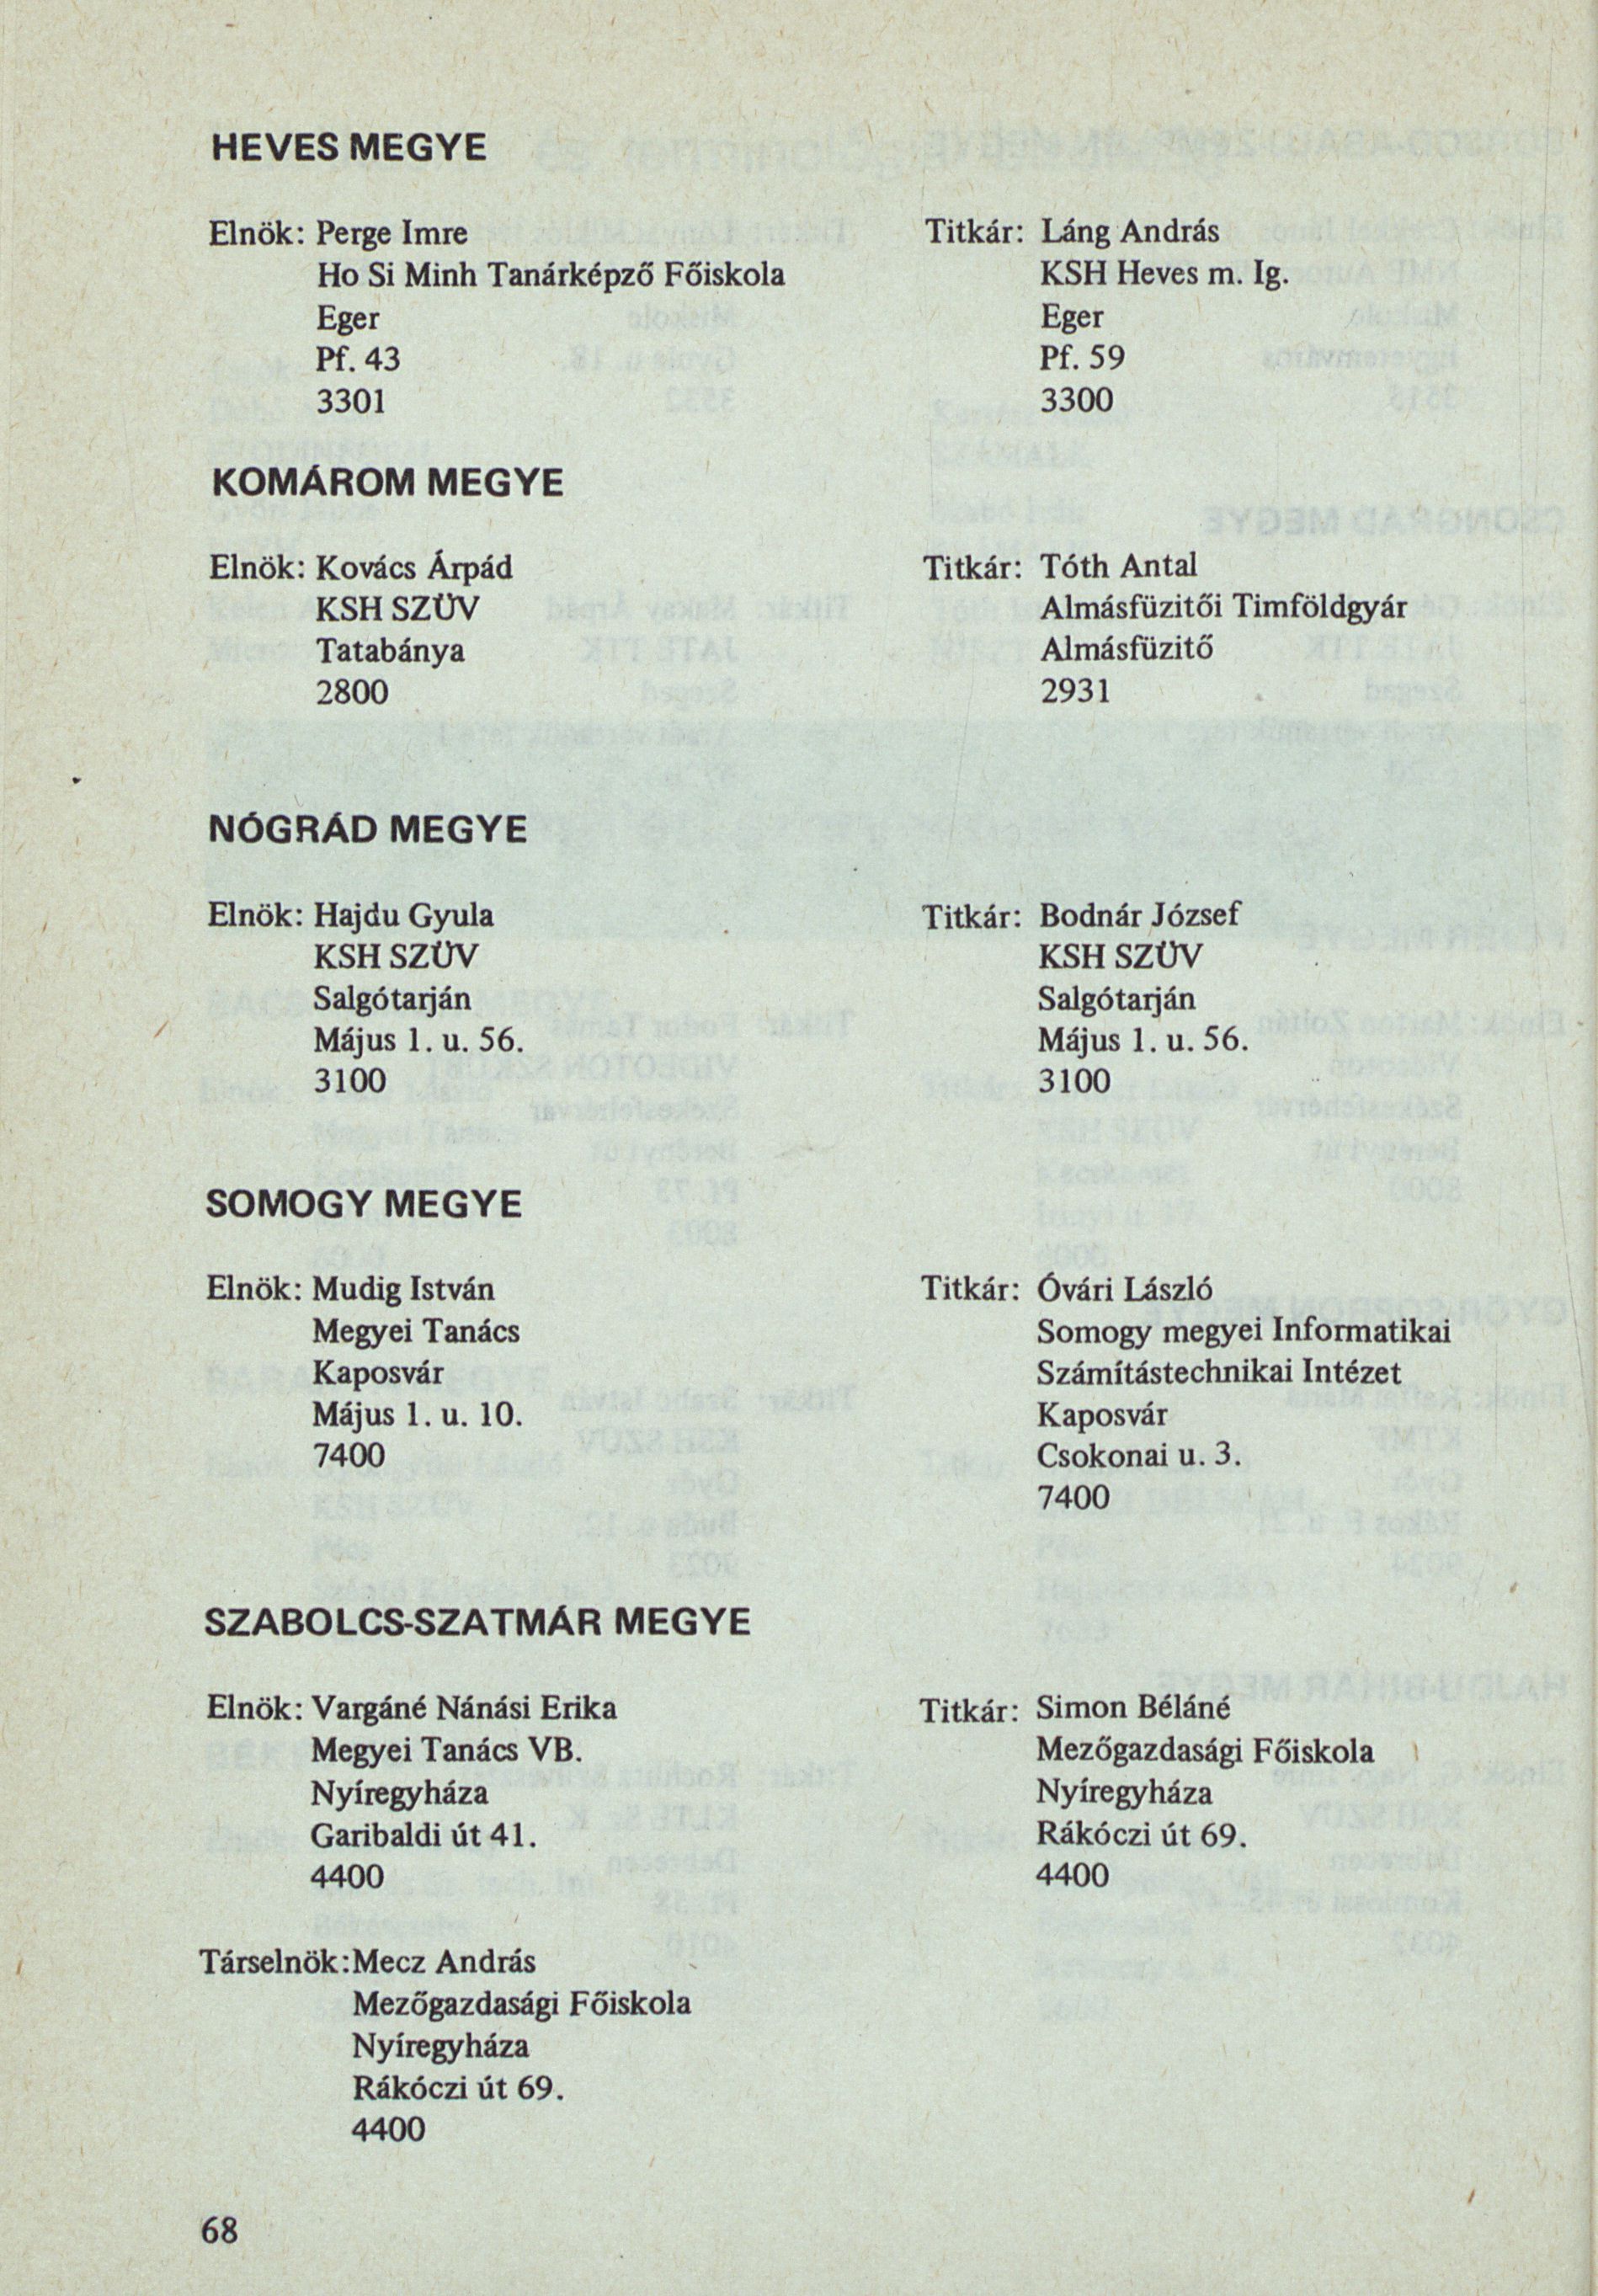 HEVES MEGYE
Elnök: Perge Imre
Ho Si Minh Tanárképző Főiskola
Eger
Pf. 43
3301
Titkár: Láng András
KSH Heves m. Ig.
Eger
Pf. 59
3300
KOMÁROM MEGYE
Elnök: Kovács Árpád
KSH SZÜV
Tatabánya
2800
Titkár: Tóth Antal
Almásfüzitői Timföldgyár
Almásfüzitő
2931
NÓGRÁD MEGYE
Elnök: Hajdu Gyula
KSH SZÜV
Salgótarján
Május 1. u. 56.
3100
Titkár: Bodnár József
KSH SZÜV
Salgótarján
Május 1. u. 56.
3100
SOMOGY MEGYE
Elnök: Mudig István
Megyei Tanács
Kaposvár
Május 1. u. 10.
7400
Titkár: Óvári László
Somogy megyei Informatikai
Számítástechnikai Intézet
Kaposvár
Csokonai u. 3.
7400
SZABOLCS-SZATMÁR MEGYE
Elnök: Vargáné Nánási Erika
Megyei Tanács VB.
Nyíregyháza
Garibaldi út 41.
4400
Titkár: Simon Béláné
Mezőgazdasági Főiskola
Nyíregyháza
Rákóczi út 69.
4400
Társelnök: Mecz András
Mezőgazdasági Főiskola
Nyíregyháza
Rákóczi út 69.
4400
68